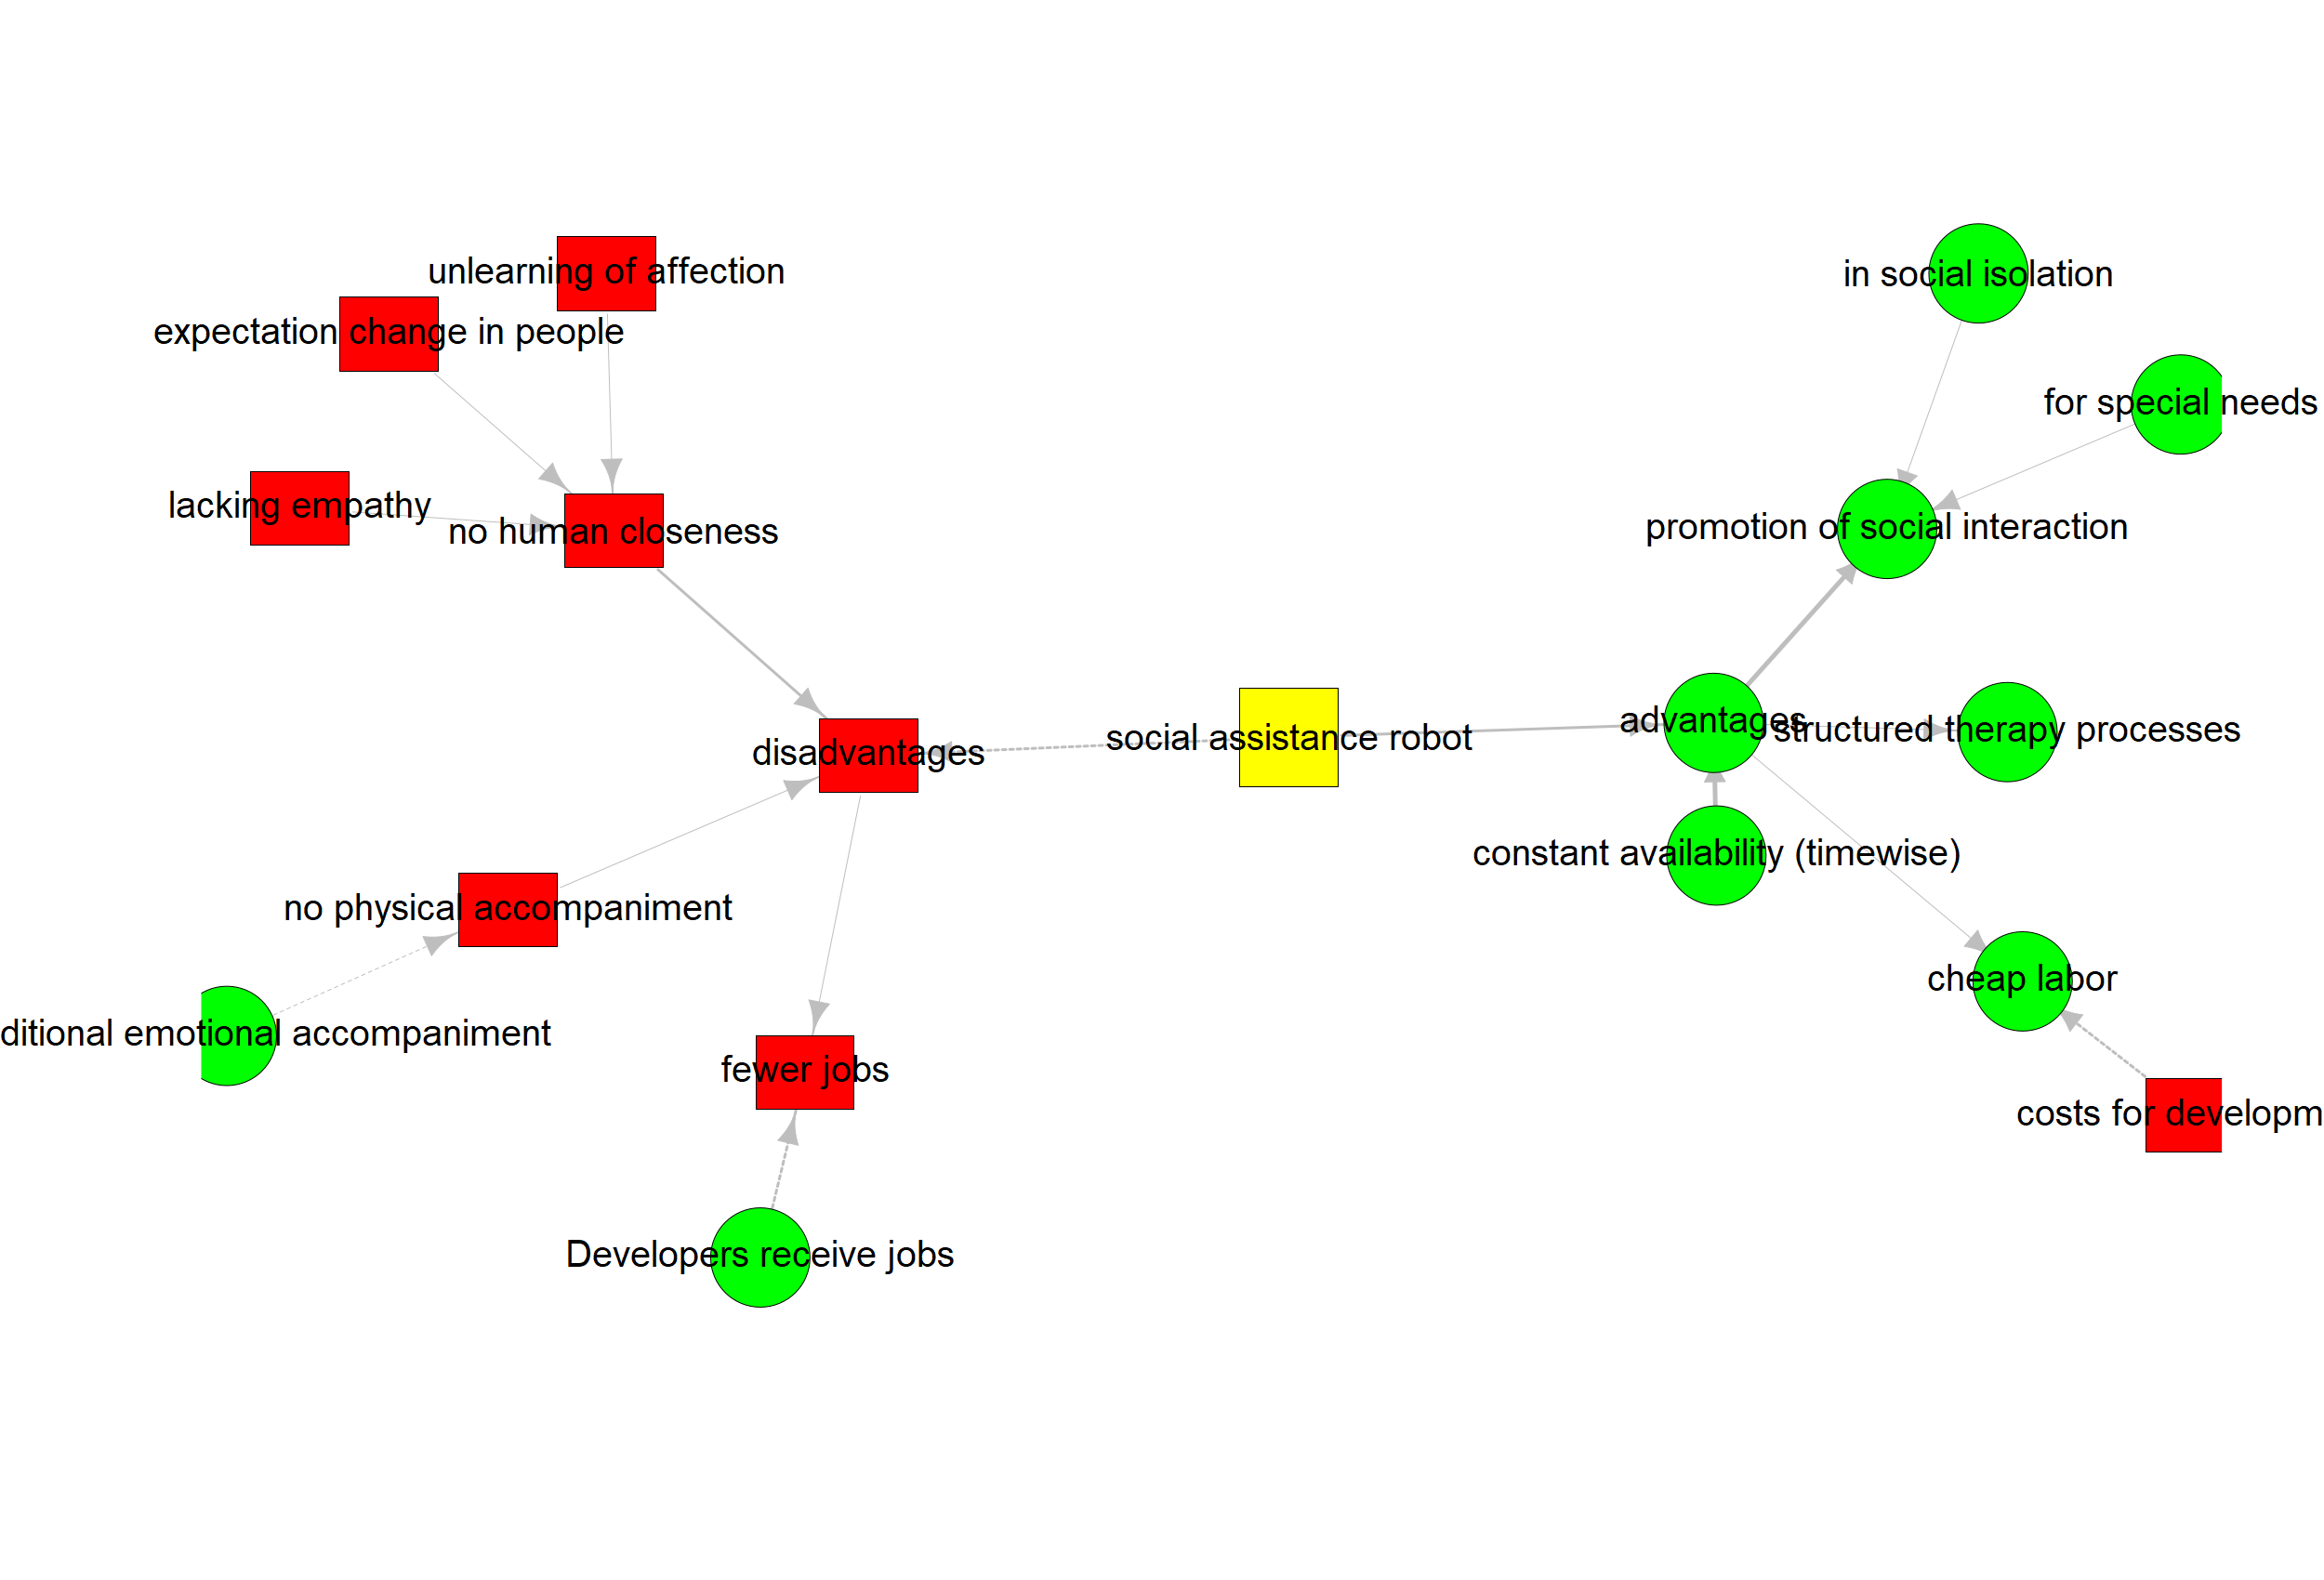 unlearning of affection
in social isolation
expectation change in people
for special needs
lacking empathy
no human closeness
promotion of social interaction
disadvantages
social assistance robot
advantages
structured therapy processes
constant availability (timewise)
no physical accompaniment
cheap labor
ditional emotional accompaniment
fewer jobs
costs for developm
Developers receive jobs